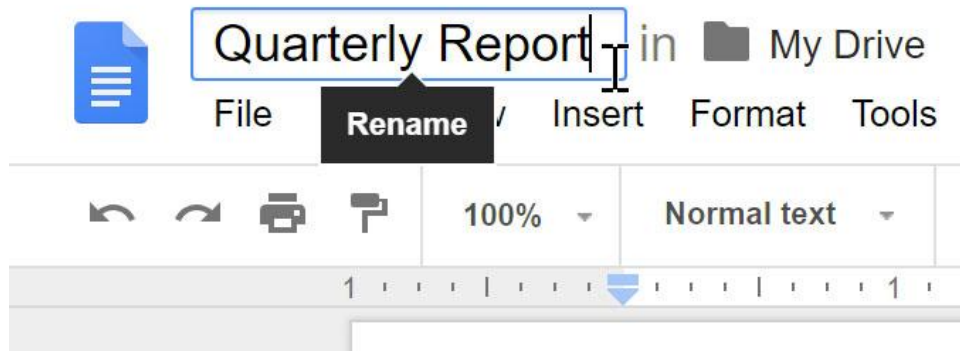 Quarterly Report in My Drive
File Insert Format Tools
Rename
100% Normal text
1 1